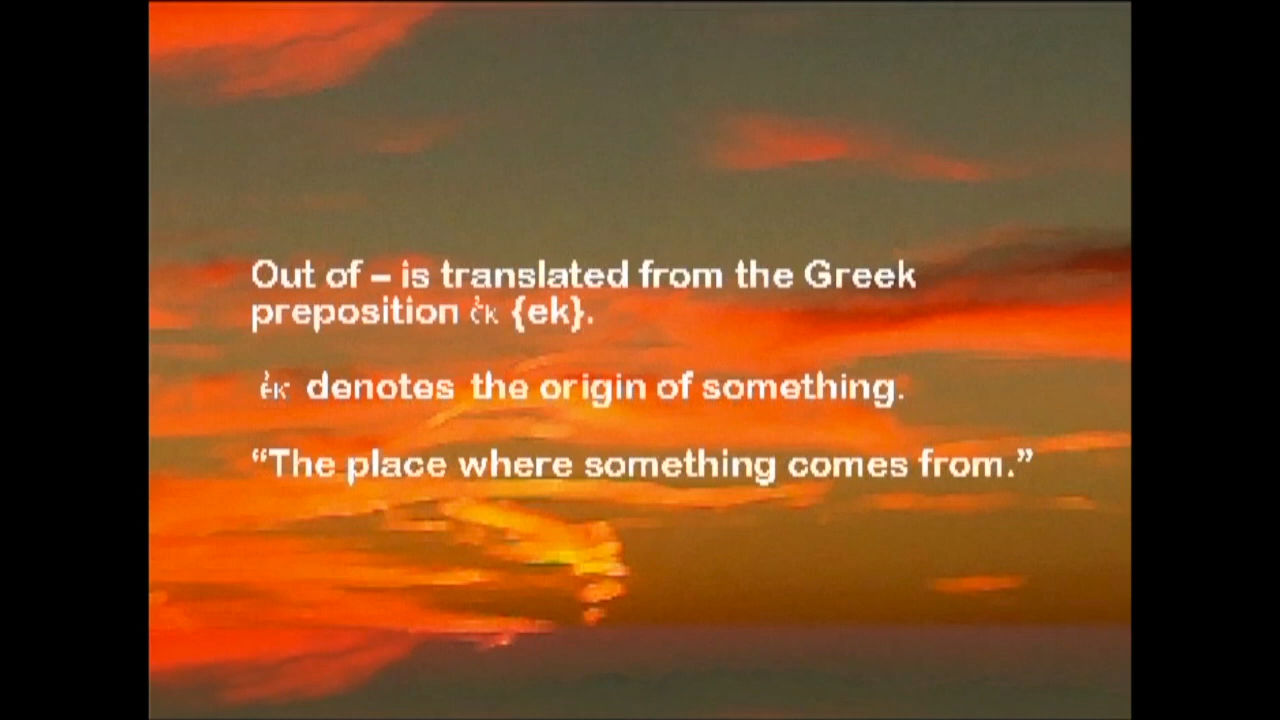 Out of – is translated from the Greek
preposition ἐκ {ek}.
ἐκ denotes the origin of something.
“The place where something comes from.”